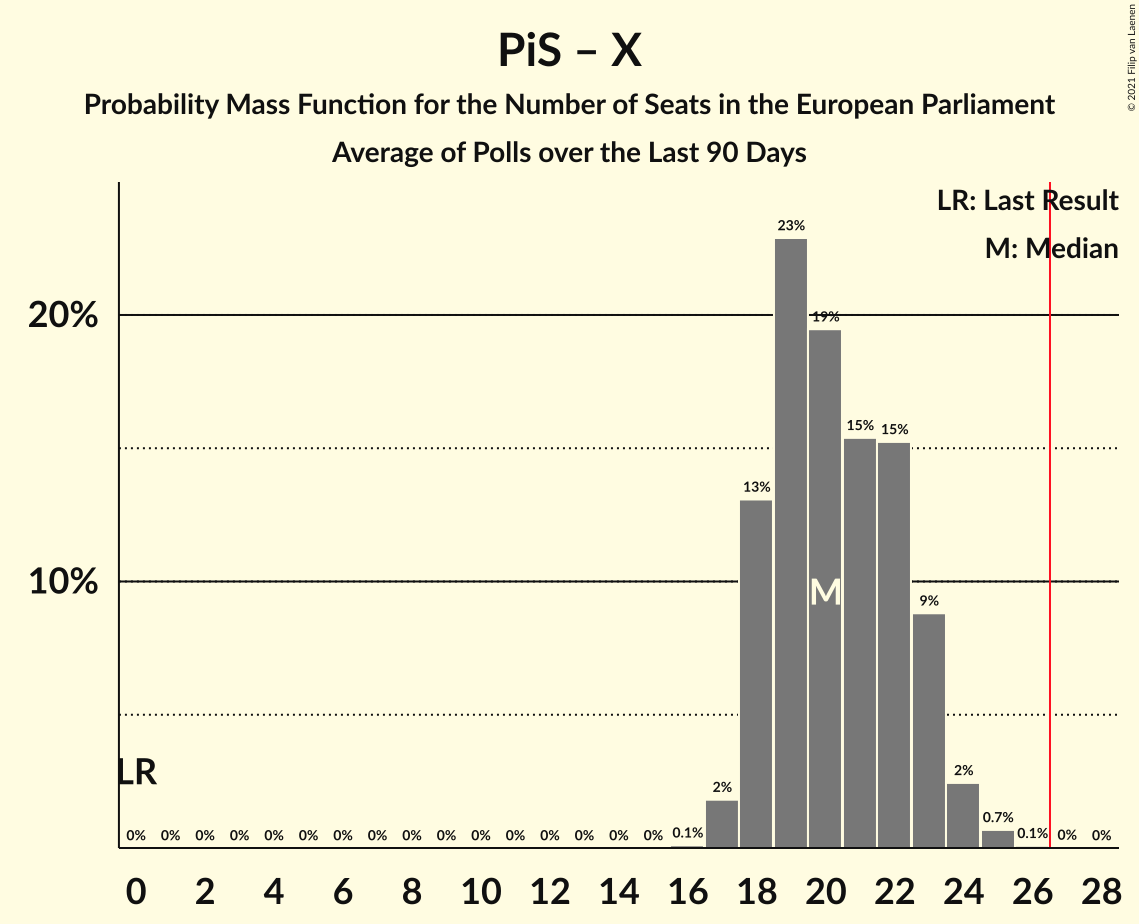 PiS – X
Probability Mass Function for the Number of Seats in the European Parliament
Average of Polls over the Last 90 Days
© 2021 Filip van Laenen
LR: Last Result
M: Median
23%
20%
19%
15% 15%
13%
10%
M
9%
LR
2% 2%
0% 0% 0% 0% 0% 0% 0% 0% 0% 0% 0% 0% 0% 0% 0% 0% 0.1% 0.7% 0.1% 0% 0%
0 2 4 6 8 10 12 14 16 18 20 22 24 26 28